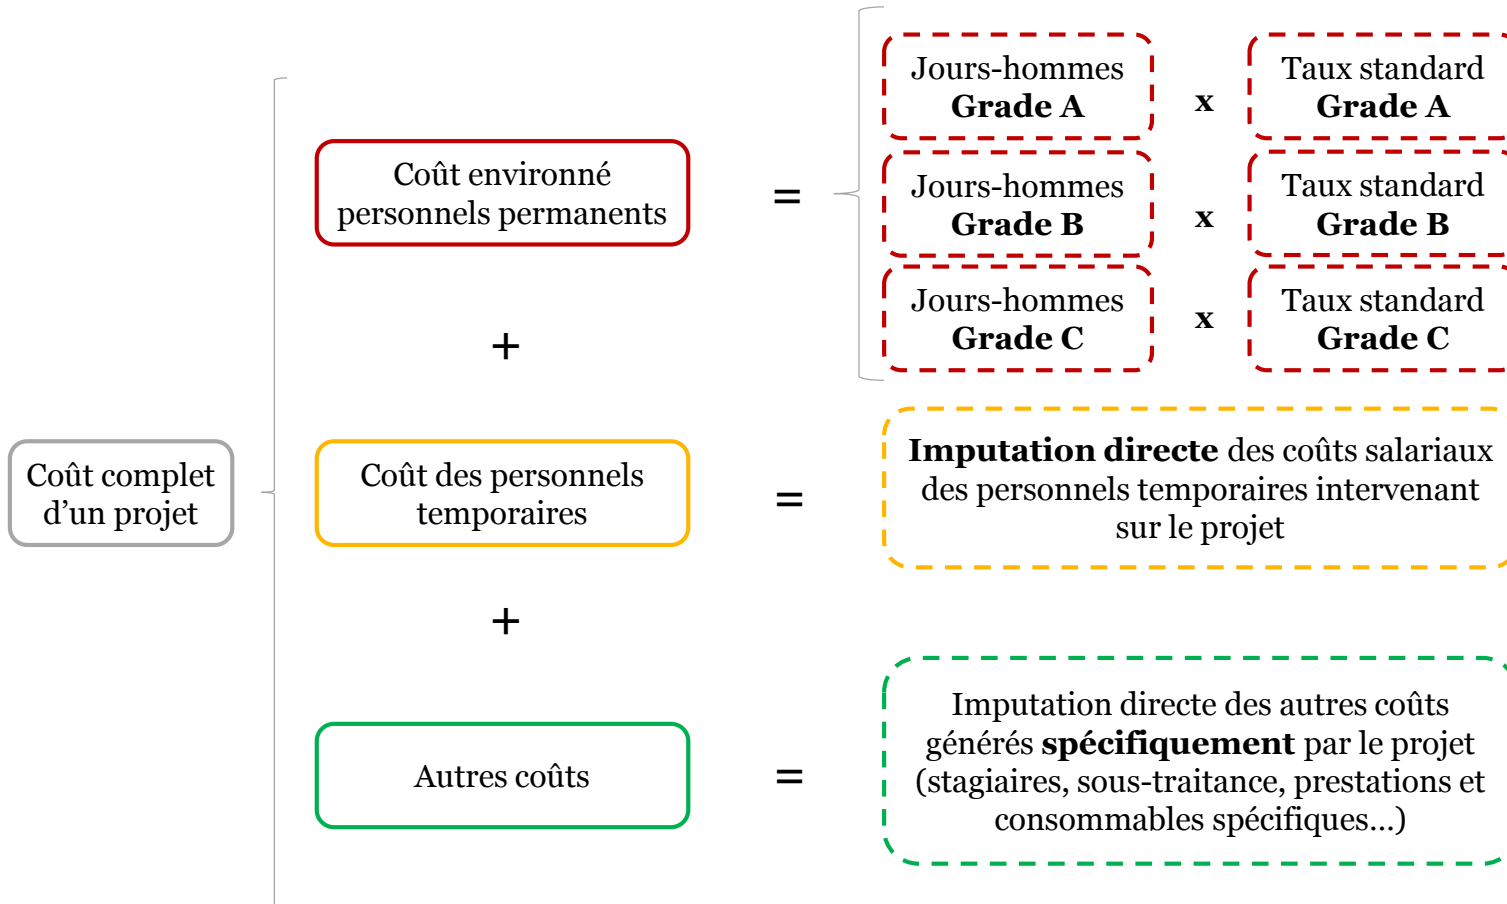 Jours-hommes
Grade A
x
Taux standard
Grade A
Coût environné
personnels permanents
=
Jours-hommes
Grade B
x
Taux standard
Grade B
Jours-hommes
Grade C
x
Taux standard
Grade C
+
Coût complet
d’un projet
Coût des personnels
temporaires
=
Imputation directe des coûts salariaux
des personnels temporaires intervenant
sur le projet
+
Autres coûts
=
Imputation directe des autres coûts
générés spécifiquement par le projet
(stagiaires, sous-traitance, prestations et
consommables spécifiques…)